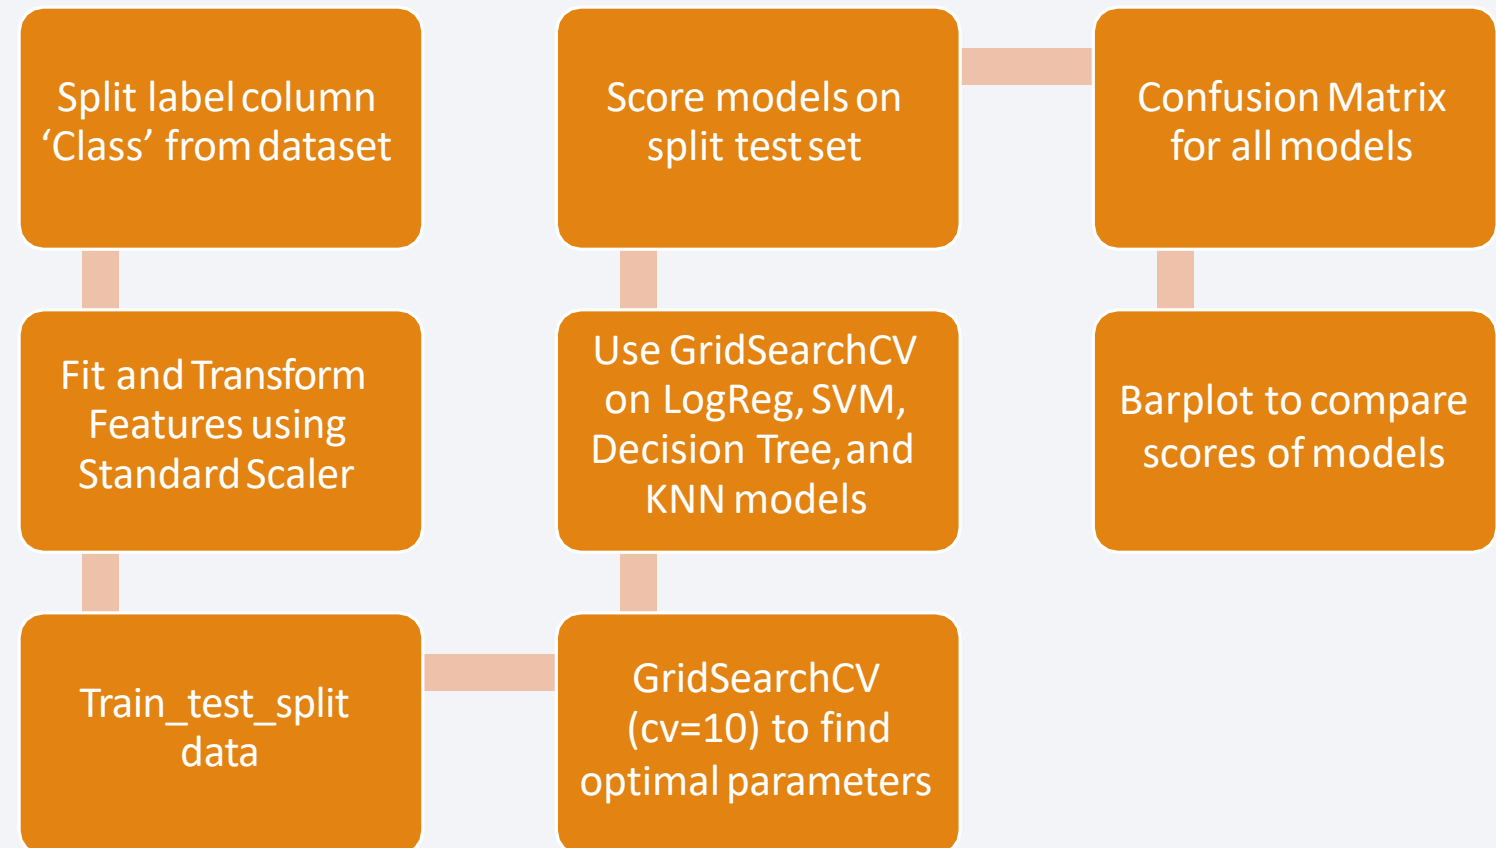 Split label column
‘Class’ from dataset
Fit and Transform
Features using
Standard Scaler
Train_test_split
data
GridSearchCV
(cv=10) to find
optimal parameters
Use GridSearchCV
on LogReg, SVM,
Decision Tree, and
KNN models
Score models on
split test set
Confusion Matrix
for all models
Barplot to compare
scores of models